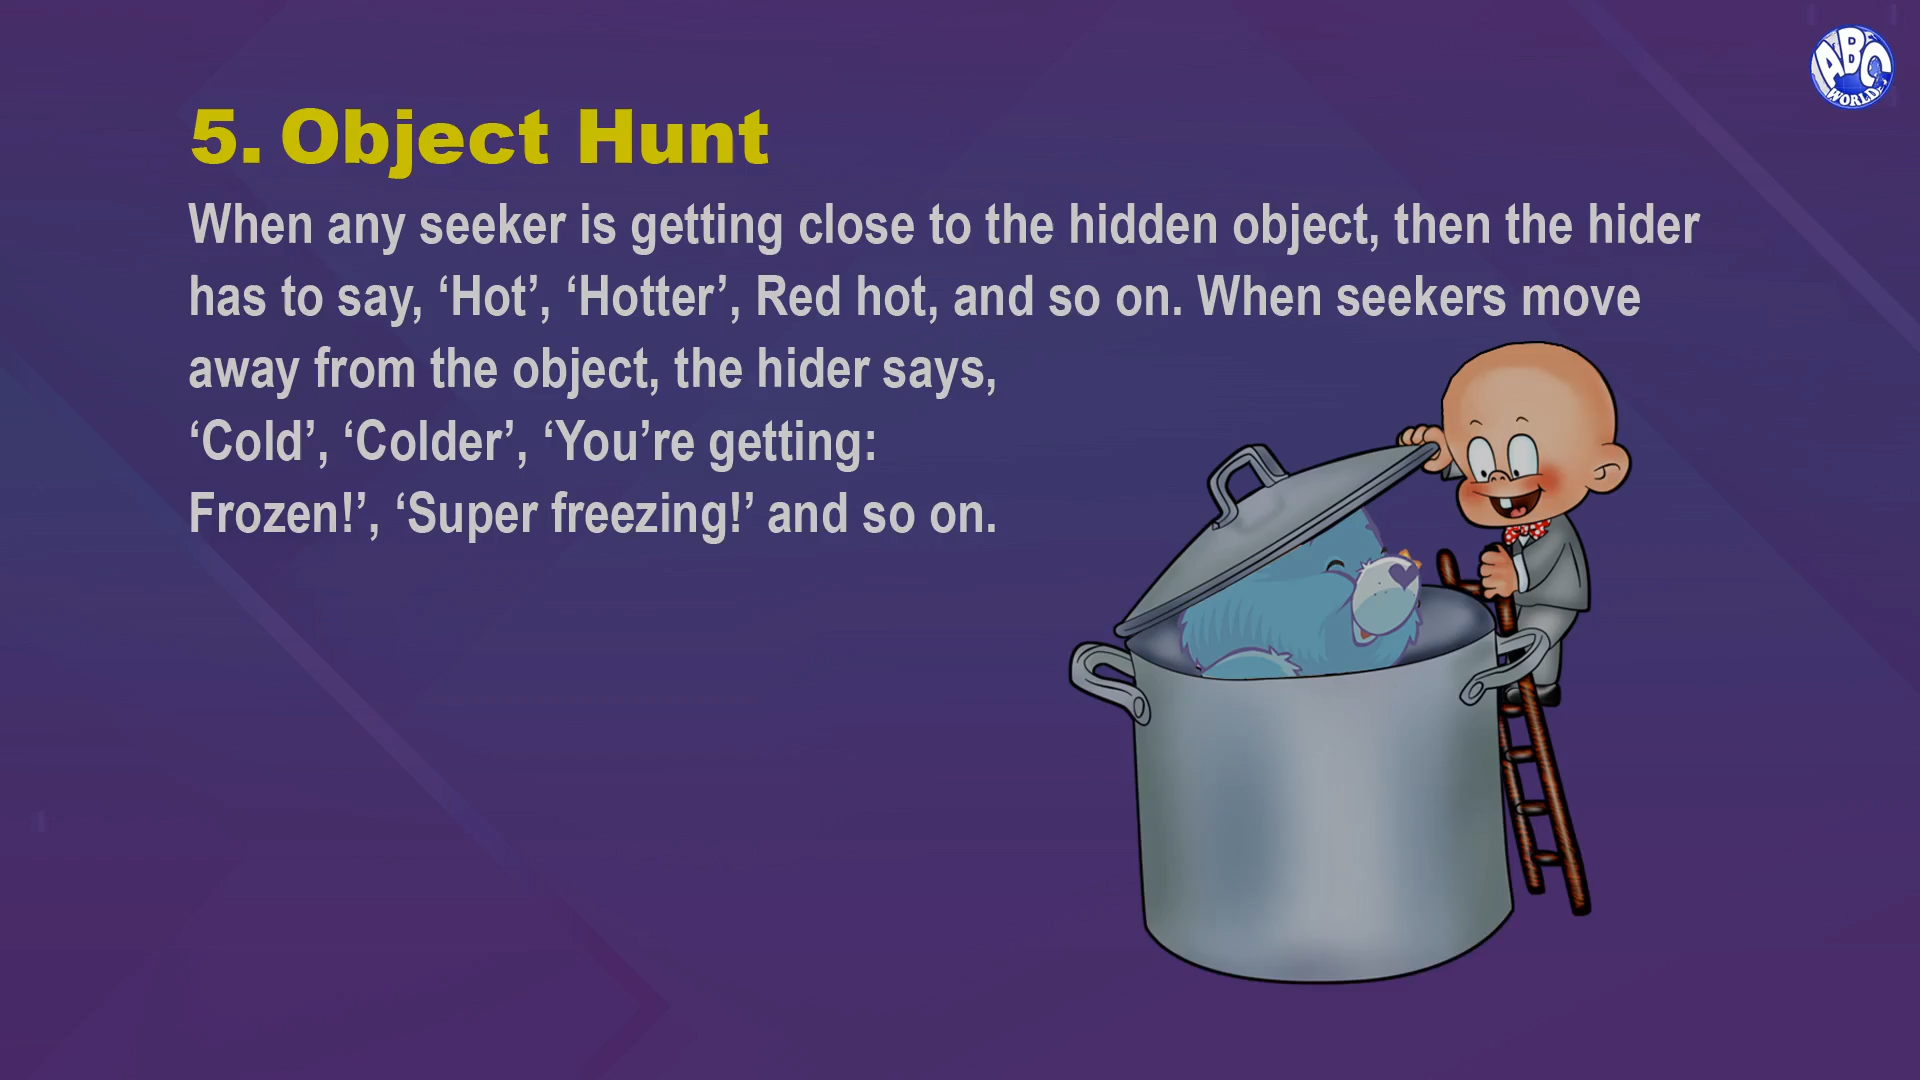 ABC
WORLD
5. Object Hunt
When any seeker is getting close to the hidden object, then the hider
has to say, ‘Hot’, ‘Hotter’, Red hot, and so on. When seekers move
away from the object, the hider says,
‘Cold’, ‘Colder’, ‘You’re getting:
Frozen!’, ‘Super freezing!’ and so on.